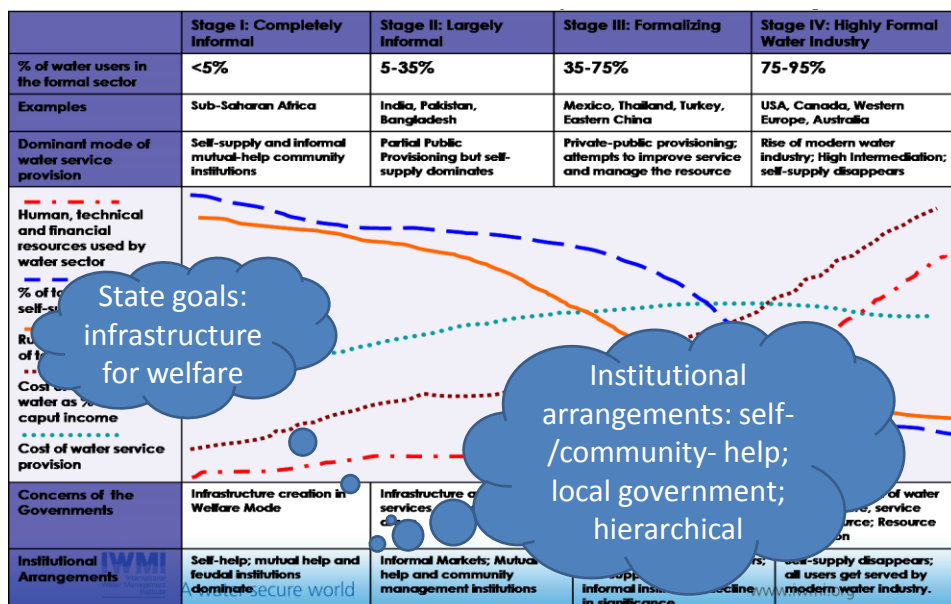 Stage I: Completely
Informal
Stage II: Largely
Informal
Stage III: Formalizing
Stage IV: Highly Formal
Water Industry
% of water users in
the formal sector
<5%
5-35%
35-75%
75-95%
Examples
Sub-Saharan Africa
India, Pakistan,
Bangladesh
Mexico, Thailand, Turkey,
Eastern China
USA, Canada, Western
Europe, Australia
Dominant mode of
water service
provision
Self-supply and informal
mutual-help community
institutions
Partial Public
Provisioning but self-
supply dominates
Private-public provisioning;
attempts to improve service
and manage the resource
Rise of modern water
industry; High Intermediation;
self-supply disappears
Human, technical
and financial
resources used by
water sector
% of
self-
of
Cost
water as %
caput income
Cost of water service
provision
State goals:
infrastructure
for welfare
Institutional
arrangements: self-
/community- help;
local government;
hierarchical
Concerns of the
Governments
Infrastructure creation in
Welfare Mode
Infrastructure
services
of water
service
Resource
Institutional
Arrangements
Self-help; mutual help and
feudal institutions
dominate
Informal Markets; Mutual
help and community
management institutions
informal
in significance
self-supply disappears;
all users get served by
modern water industry.
IWMI
International
Water Management
Institute
A water-secure world
www.iwmi.org